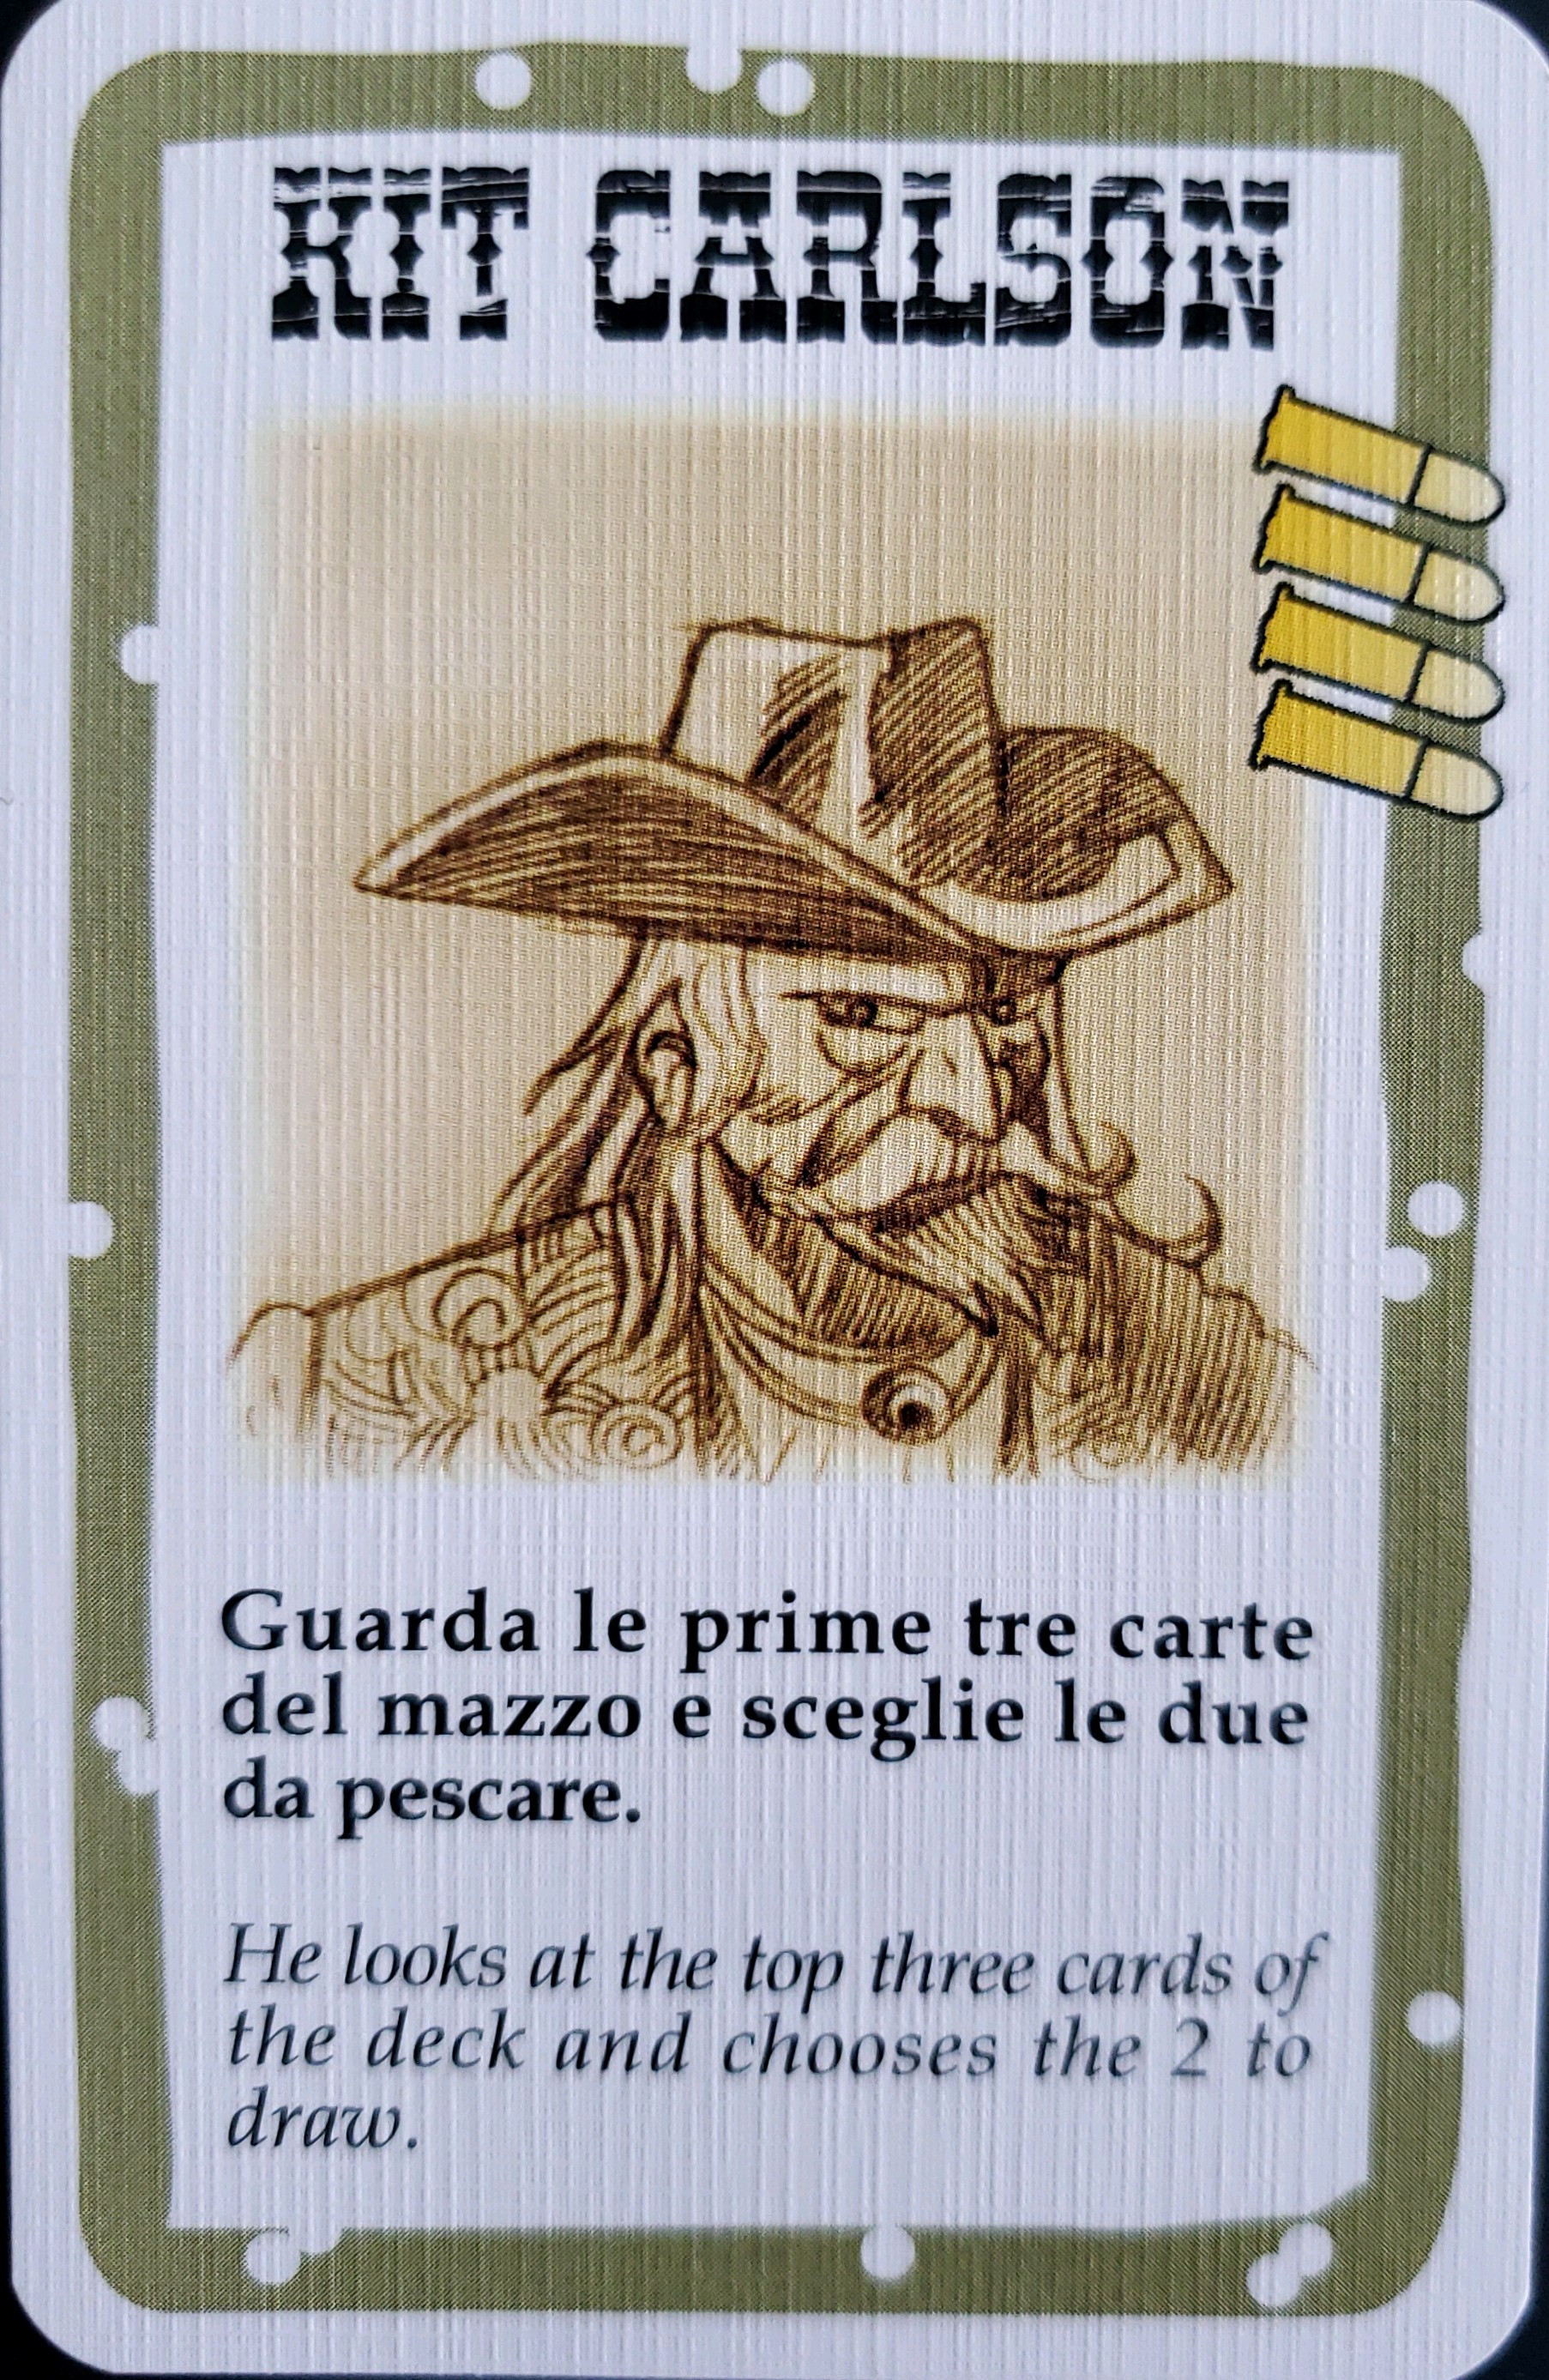 KIT CARLSON
Guarda le prime tre carte
del mazzo e sceglie le due
da pescare.
He looks at the top three cards of
the deck and chooses the 2 to
draw.